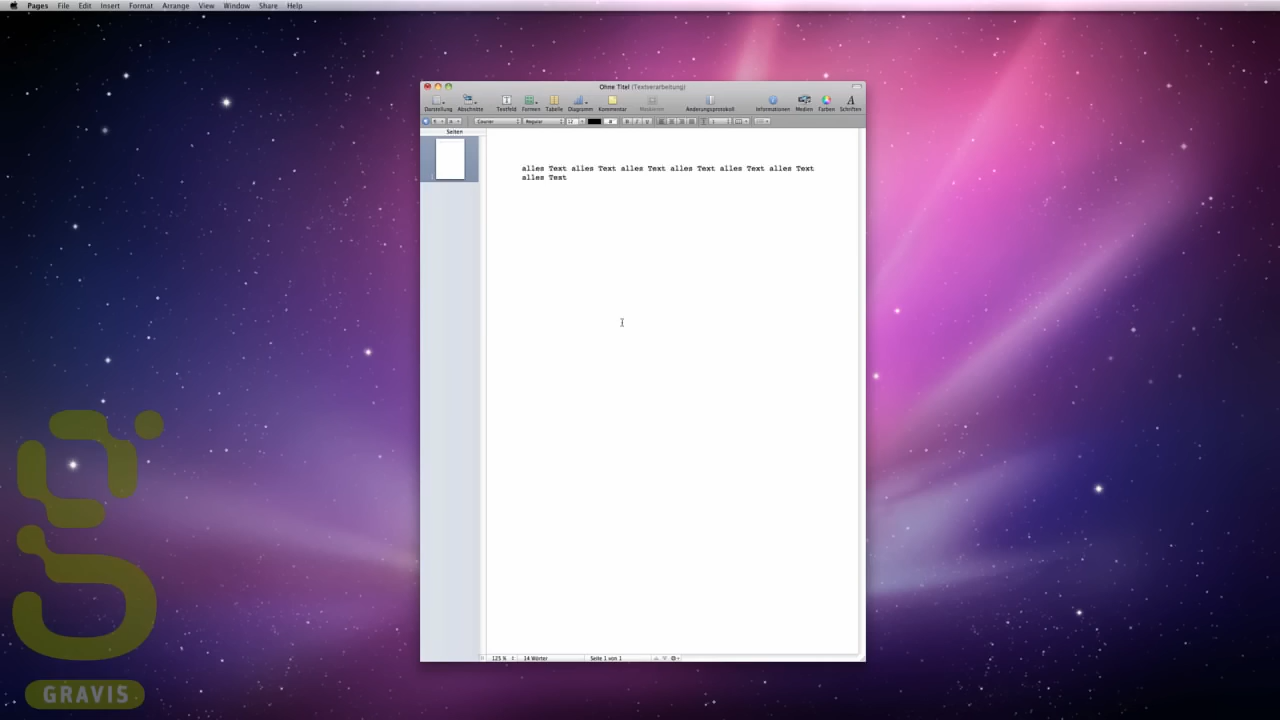 Pages File Edit Insert Format Arrange View Window Share Help
Ohne Titel (Textverarbeitung)
Darstellung Abschnitte Textfeld Formen Tabelle Diagramm Kommentar Maskieren Änderungsprotokoll Informationen Medien Farben Schriften
Courier Regular 12 a B I U
Seiten
1
alles Text alles Text alles Text alles Text alles Text alles Text
alles Text
125 % 14 Wörter Seite 1 von 1
GRAVIS